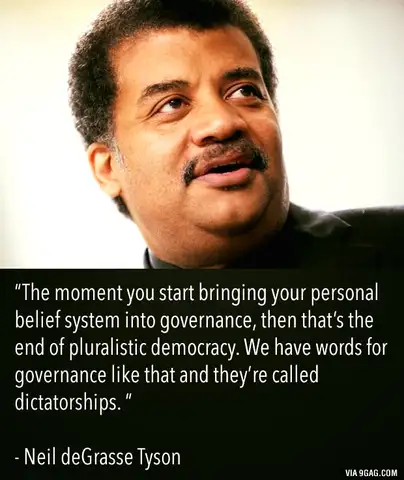 “The moment you start bringing your personal
belief system into governance, then that’s the
end of pluralistic democracy. We have words for
governance like that and they’re called
dictatorships. “
- Neil deGrasse Tyson
VIA 9GAG.COM